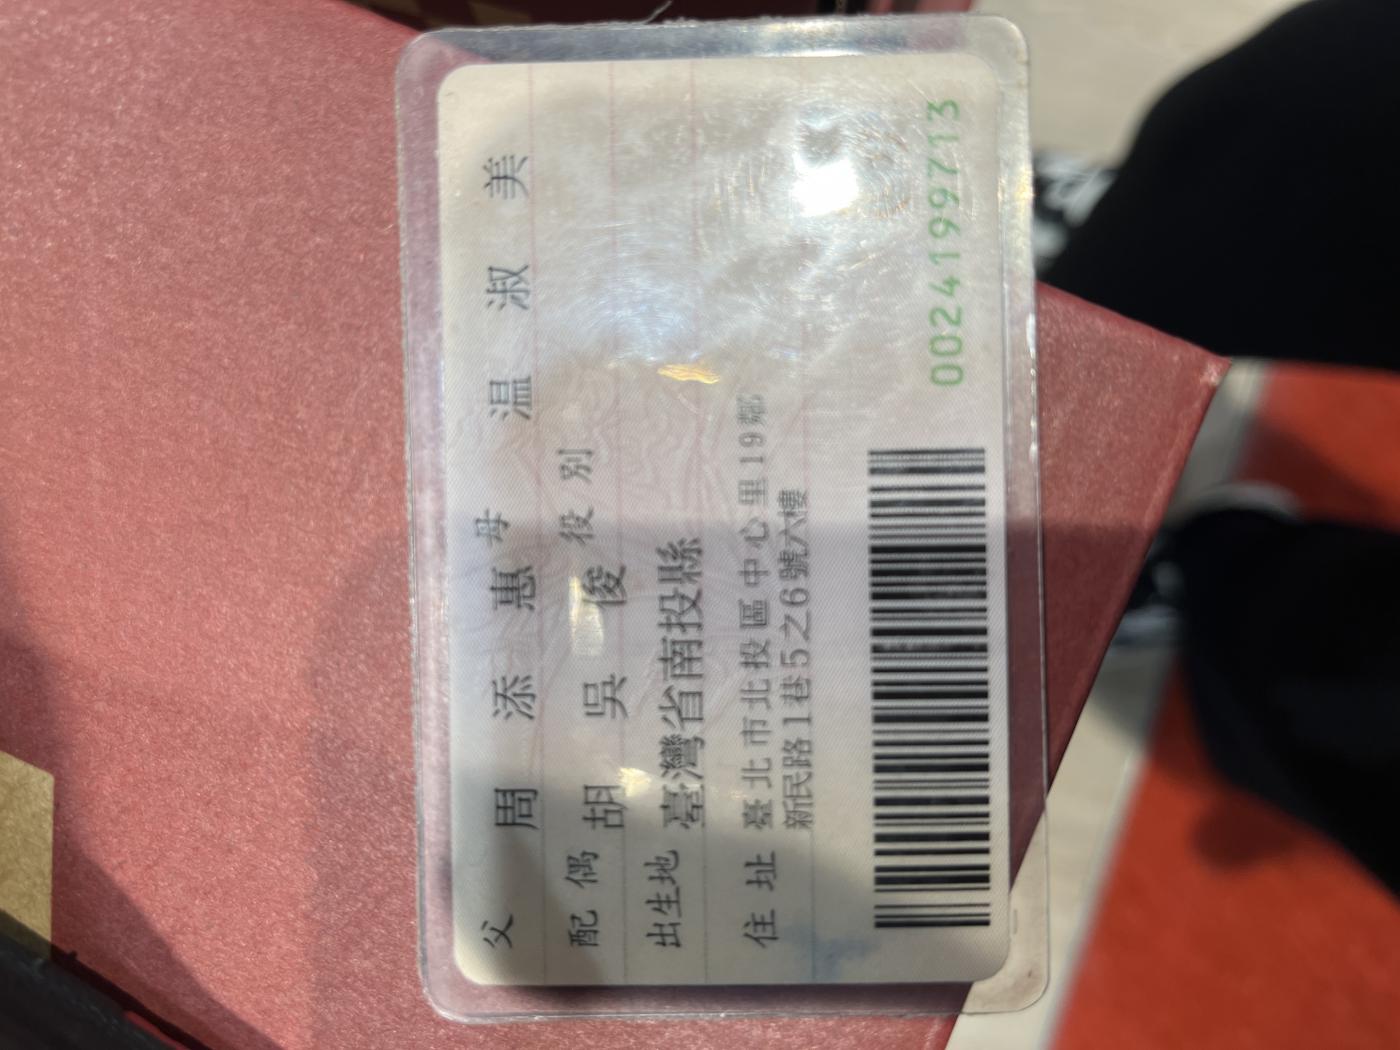 父 周添惠 母 温淑美
配偶 胡吳俊 役別
出生地 臺灣省南投縣
住址 臺北市北投區中心里19鄰
新民路1巷5之6號六樓
0024199713